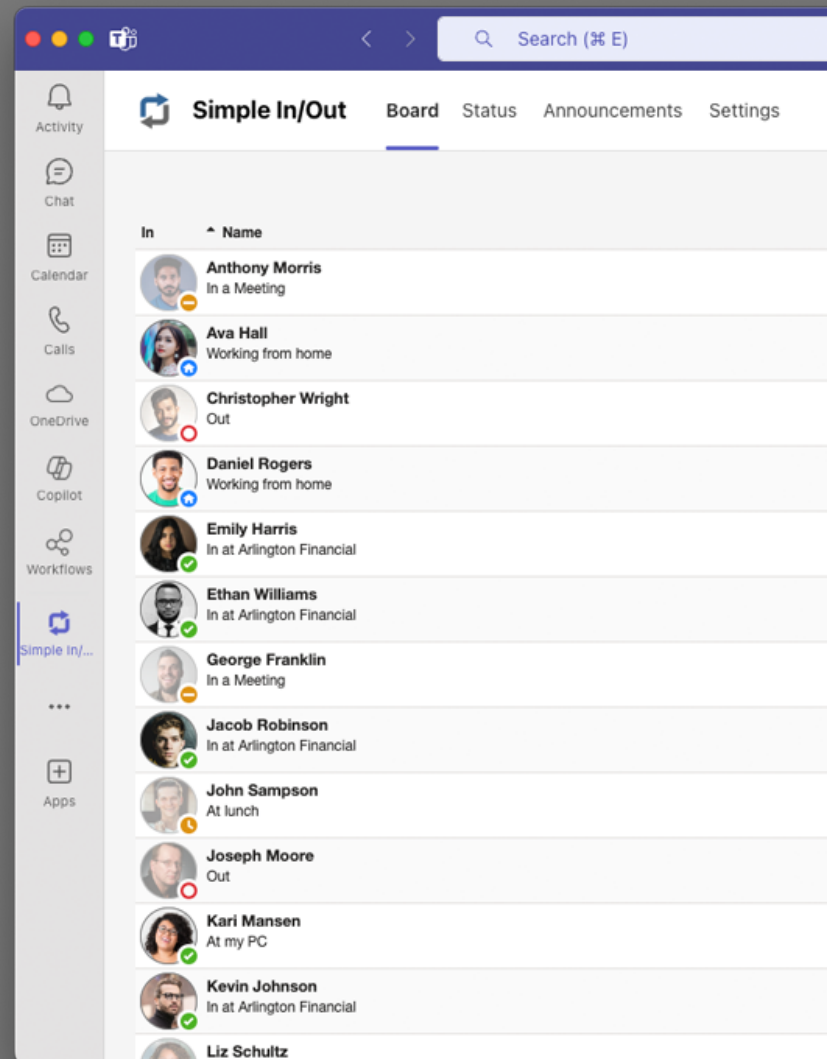 Search (⌘ E)
Activity
Chat
Calendar
Calls
OneDrive
Copilot
Workflows
Simple In/...
Apps
Simple In/Out
Board Status Announcements Settings
In Name
Anthony Morris
In a Meeting
Ava Hall
Working from home
Christopher Wright
Out
Daniel Rogers
Working from home
Emily Harris
In at Arlington Financial
Ethan Williams
In at Arlington Financial
George Franklin
In a Meeting
Jacob Robinson
In at Arlington Financial
John Sampson
At lunch
Joseph Moore
Out
Kari Mansen
At my PC
Kevin Johnson
In at Arlington Financial
Liz Schultz